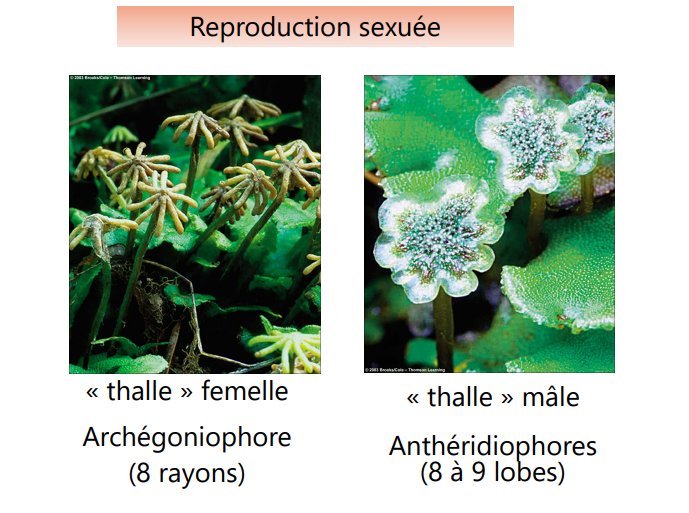 Reproduction sexuée
© 2003 Brooks/Cole – Thomson Learning
« thalle » femelle
Archégoniophore
(8 rayons)
© 2003 Brooks/Cole – Thomson Learning
« thalle » mâle
Anthéridiophores
(8 à 9 lobes)